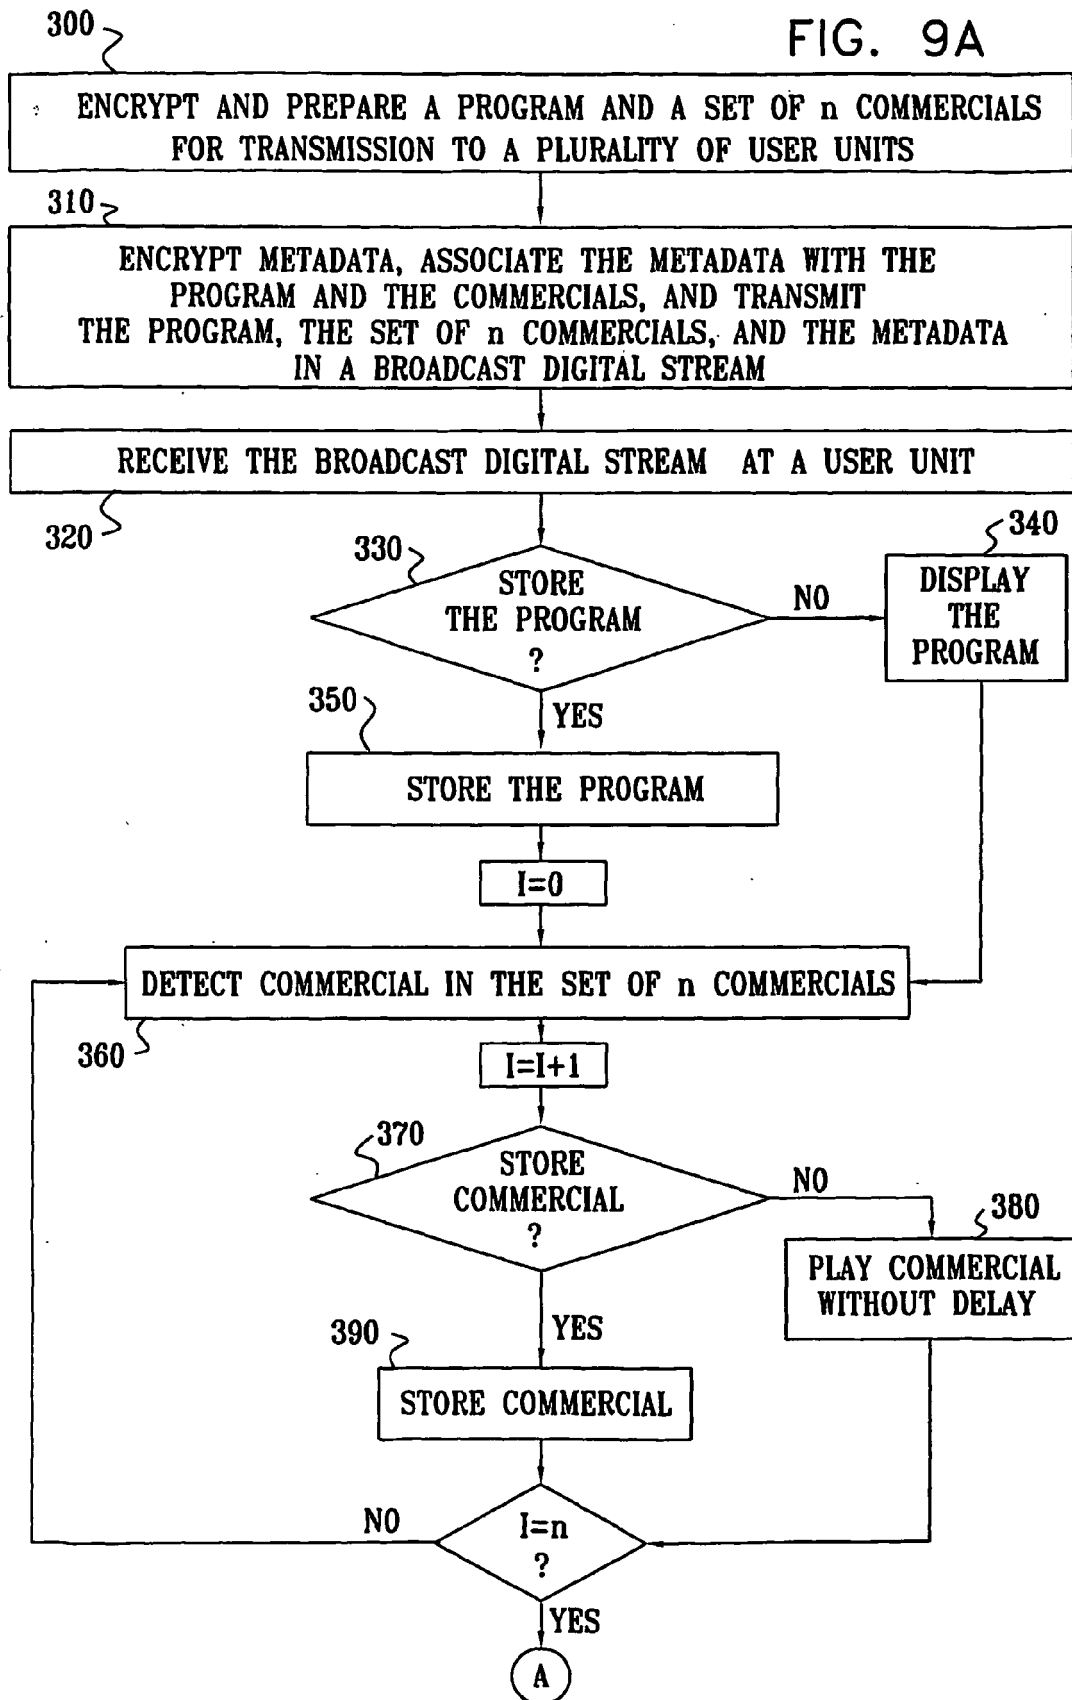 300
FIG. 9A
ENCRYPT AND PREPARE A PROGRAM AND A SET OF n COMMERCIALS
FOR TRANSMISSION TO A PLURALITY OF USER UNITS
310
ENCRYPT METADATA, ASSOCIATE THE METADATA WITH THE
PROGRAM AND THE COMMERCIALS, AND TRANSMIT
THE PROGRAM, THE SET OF n COMMERCIALS, AND THE METADATA
IN A BROADCAST DIGITAL STREAM
RECEIVE THE BROADCAST DIGITAL STREAM AT A USER UNIT
320
330
STORE
THE PROGRAM
?
NO
340
DISPLAY
THE
PROGRAM
YES
350
STORE THE PROGRAM
I=0
DETECT COMMERCIAL IN THE SET OF n COMMERCIALS
360
I=I+1
370
STORE
COMMERCIAL
?
NO
380
PLAY COMMERCIAL
WITHOUT DELAY
YES
390
STORE COMMERCIAL
I=n
?
NO
YES
A